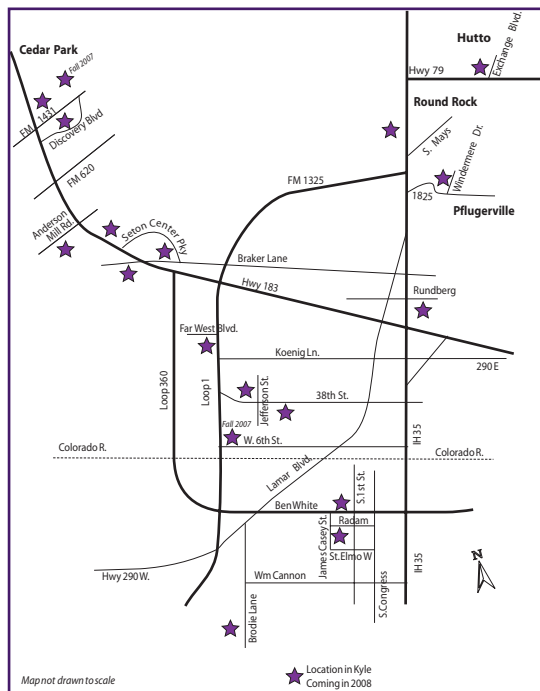 Cedar Park
Fall 2007
FM 1431
Discovery Blvd
FM 620
Anderson
Mill Rd.
Seton Center Pky
Hutto
Exchange Blvd.
Hwy 79
Round Rock
S. Mays
Windermere Dr.
1825
Pflugerville
FM 1325
Braker Lane
Hwy 183
Rundberg
Far West Blvd.
Koenig Ln.
290 E
Loop 360
Loop 1
Jefferson St.
38th St.
Fall 2007
W. 6th St.
IH 35
Colorado R.
Colorado R.
Lamar Blvd.
S. 1st St.
Ben White
James Casey St.
Radam
St. Elmo W
Hwy 290 W.
Wm Cannon
Brodie Lane
S. Congress
IH 35
N
Map not drawn to scale
Location in Kyle
Coming in 2008